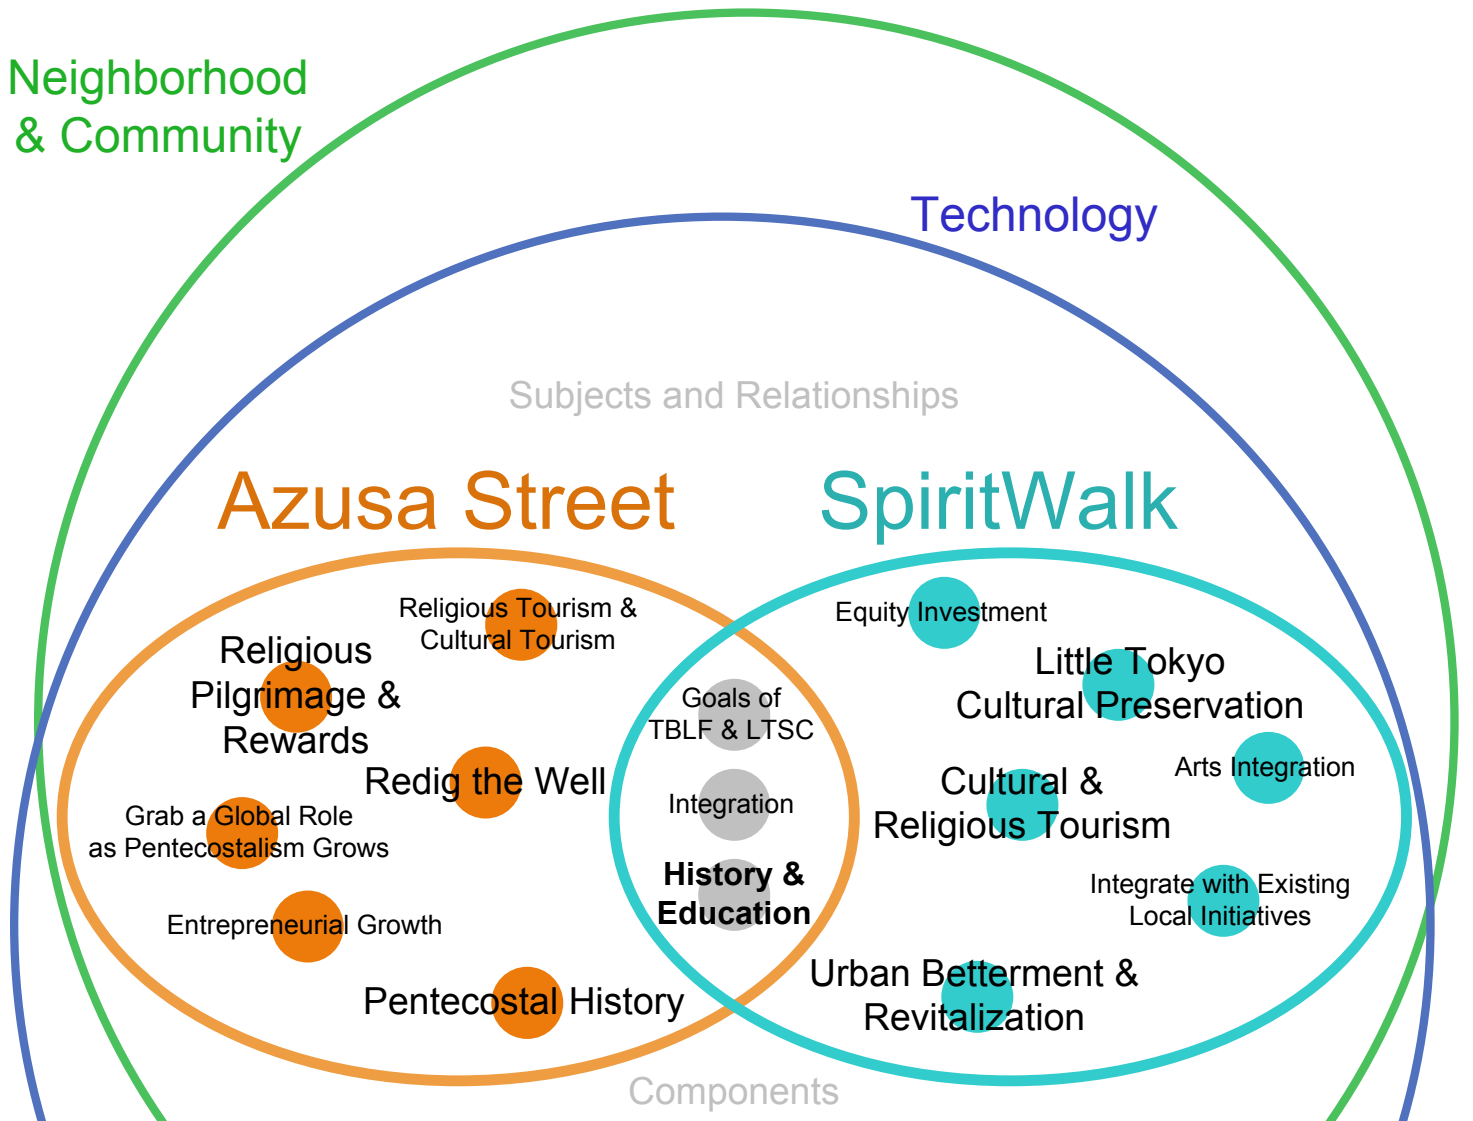 Neighborhood
& Community
Technology
Subjects and Relationships
Azusa Street
SpiritWalk
Religious Tourism &
Cultural Tourism
Religious
Pilgrimage &
Rewards
Redig the Well
Grab a Global Role
as Pentecostalism Grows
Entrepreneurial Growth
Pentecostal History
Goals of
TBLF & LTSC
Integration
History &
Education
Equity Investment
Little Tokyo
Cultural Preservation
Arts Integration
Cultural &
Religious Tourism
Integrate with Existing
Local Initiatives
Urban Betterment &
Revitalization
Components